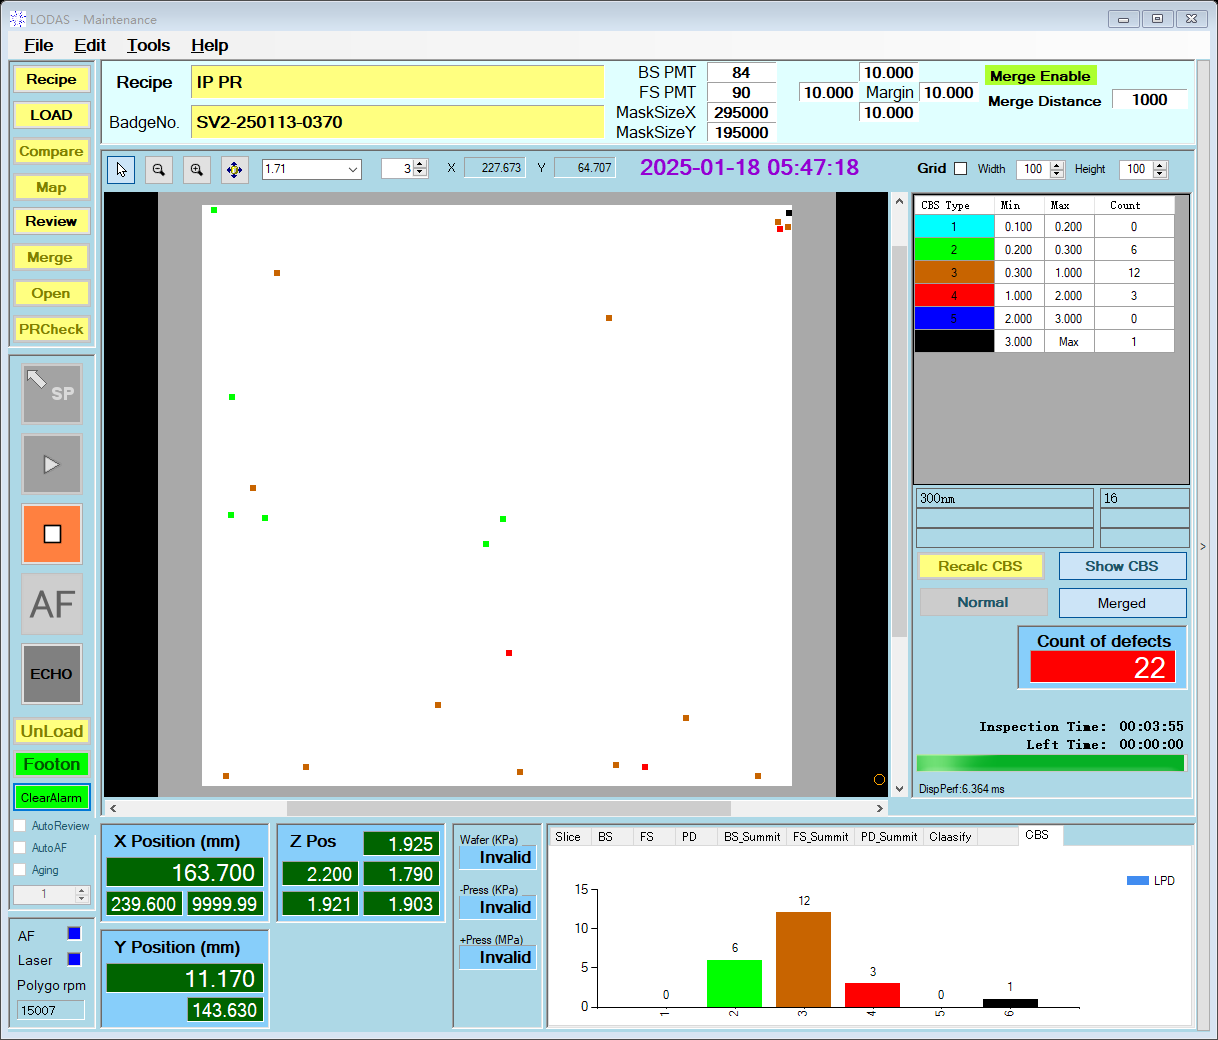 LODAS - Maintenance
File Edit Tools Help
Recipe
LOAD
Compare
Map
Review
Merge
Open
PRCheck
SP
AF
ECHO
UnLoad
Footon
ClearAlarm
AutoReview
AutoAF
Aging
1
AF
Laser
Polygo rpm
15007
Recipe IP PR
BadgeNo. SV2-250113-0370
BS PMT 84
FS PMT 90
MaskSizeX 295000
MaskSizeY 195000
10.000
10.000 Margin 10.000
10.000
Merge Enable
Merge Distance 1000
1.71 3 X 227.673 Y 64.707 2025-01-18 05:47:18
Grid Width 100 Height 100
CBS Type Min Max Count
1 0.100 0.200 0
2 0.200 0.300 6
3 0.300 1.000 12
4 1.000 2.000 3
5 2.000 3.000 0
3.000 Max 1
300nm 16
Recalc CBS Show CBS
Normal Merged
Count of defects
22
Inspection Time: 00:03:55
Left Time: 00:00:00
DispPerf:6.364 ms
X Position (mm)
163.700
239.600 9999.99
Y Position (mm)
11.170
143.630
Z Pos 1.925
2.200 1.790
1.921 1.903
Wafer (KPa)
Invalid
-Press (KPa)
Invalid
+Press (MPa)
Invalid
Slice BS FS PD BS_Summit FS_Summit PD_Summit Claasify CBS
LPD
15
10
5
0
0 6 12 3 0 1
1 2 3 4 5 6